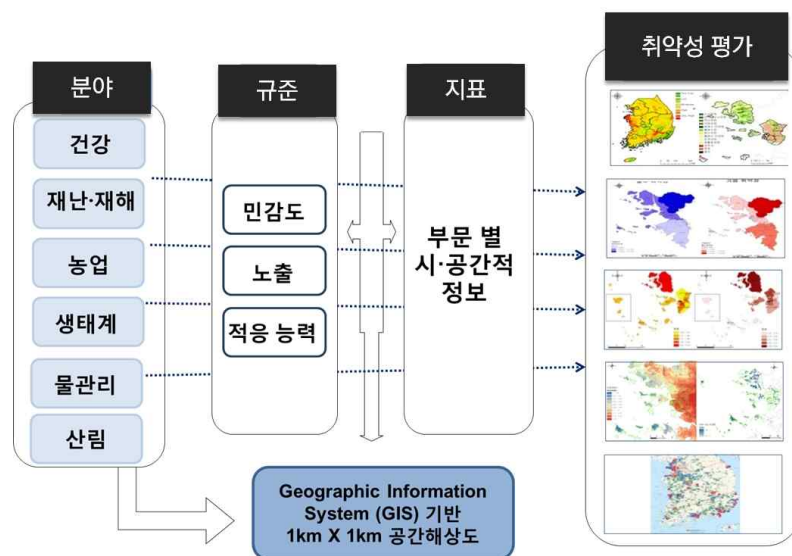 취약성 평가
분야
규준
지표
건강
재난·재해
농업
생태계
물관리
산림
민감도
노출
적응 능력
부문 별
시·공간적
정보
Geographic Information
System (GIS) 기반
1km X 1km 공간해상도